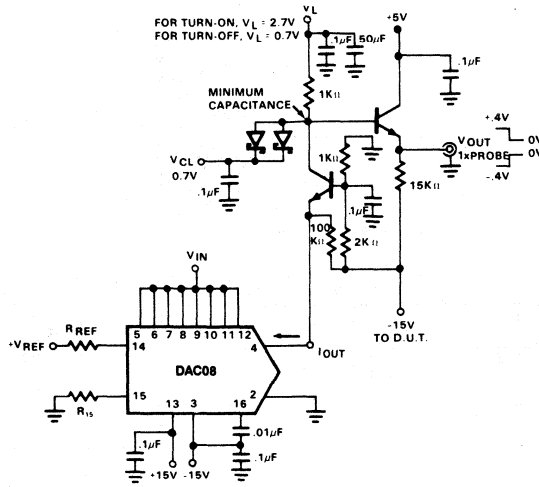 FOR TURN-ON, VL = 2.7V
FOR TURN-OFF, VL = 0.7V
VL
+5V
.1µF
50µF
.1µF
1KΩ
MINIMUM
CAPACITANCE
+.4V
0V
VOUT
1xPROBE
0V
-.4V
VCL
0.7V
.1µF
1KΩ
15KΩ
.1µF
100
KΩ
2KΩ
VIN
-15V
TO D.U.T.
5 6 7 8 9 10 11 12
+VREF
RREF
14
4
IOUT
DAC08
15
13
3
16
2
R15
.01µF
.1µF
.1µF
+15V
-15V